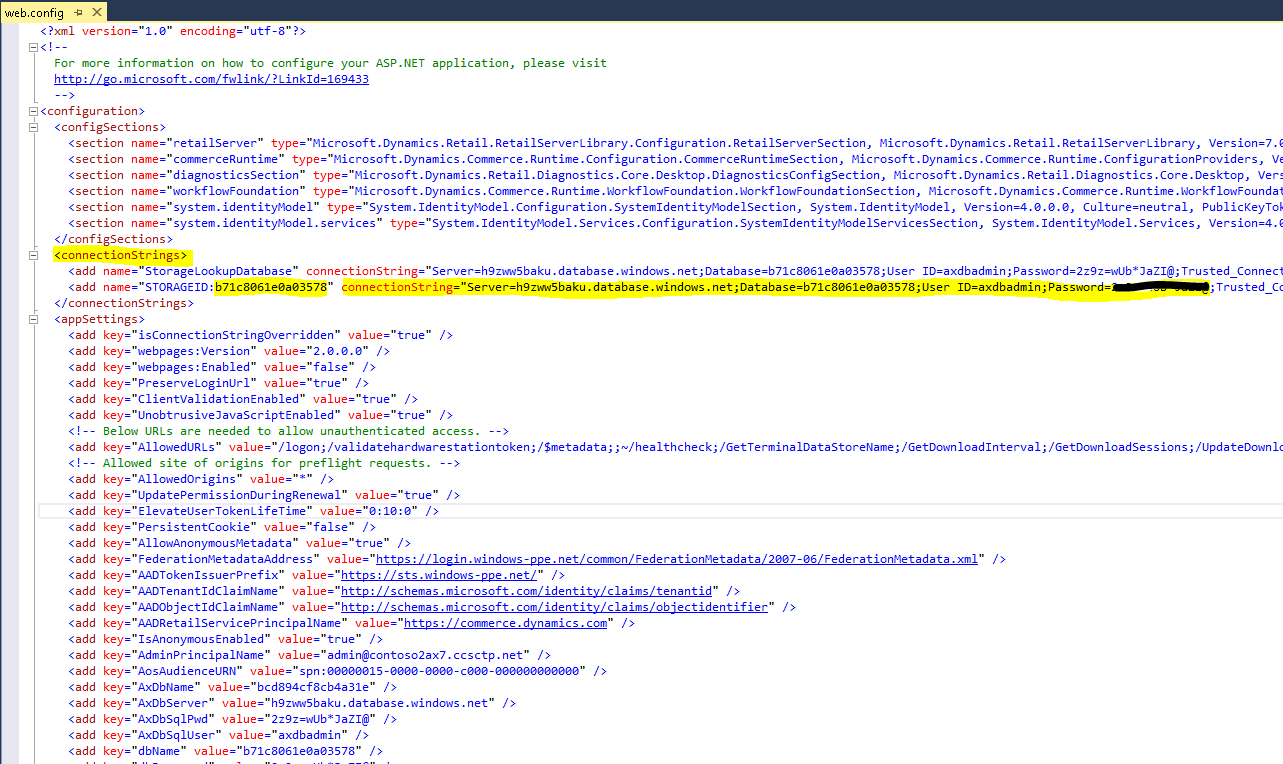 web.config
<?xml version="1.0" encoding="utf-8"?>
<!--
For more information on how to configure your ASP.NET application, please visit
http://go.microsoft.com/fwlink/?LinkId=169433
-->
<configuration>
<configSections>
<section name="retailServer" type="Microsoft.Dynamics.Retail.RetailServerLibrary.Configuration.RetailServerSection, Microsoft.Dynamics.Retail.RetailServerLibrary, Version=7.0
<section name="commerceRuntime" type="Microsoft.Dynamics.Commerce.Runtime.Configuration.CommerceRuntimeSection, Microsoft.Dynamics.Commerce.Runtime.ConfigurationProviders, Ve
<section name="diagnosticsSection" type="Microsoft.Dynamics.Retail.Diagnostics.Core.Desktop.DiagnosticsConfigSection, Microsoft.Dynamics.Retail.Diagnostics.Core.Desktop, Vers
<section name="workflowFoundation" type="Microsoft.Dynamics.Commerce.Runtime.WorkflowFoundation.WorkflowFoundationSection, Microsoft.Dynamics.Commerce.Runtime.WorkflowFoundat
<section name="system.identityModel" type="System.IdentityModel.Configuration.SystemIdentityModelSection, System.IdentityModel, Version=4.0.0.0, Culture=neutral, PublicKeyTok
<section name="system.identityModel.services" type="System.IdentityModel.Services.Configuration.SystemIdentityModelServicesSection, System.IdentityModel.Services, Version=4.0
</configSections>
<connectionStrings>
<add name="StorageLookupDatabase" connectionString="Server=h9zww5baku.database.windows.net;Database=b71c8061e0a03578;User ID=axdbadmin;Password=2z9z=wUb*JaZI@;Trusted_Connect
<add name="STORAGEID:b71c8061e0a03578" connectionString="Server=h9zww5baku.database.windows.net;Database=b71c8061e0a03578;User ID=axdbadmin;Password= ;Trusted_Co
</connectionStrings>
<appSettings>
<add key="isConnectionStringOverridden" value="true" />
<add key="webpages:Version" value="2.0.0.0" />
<add key="webpages:Enabled" value="false" />
<add key="PreserveLoginUrl" value="true" />
<add key="ClientValidationEnabled" value="true" />
<add key="UnobtrusiveJavaScriptEnabled" value="true" />
<!-- Below URLs are needed to allow unauthenticated access. -->
<add key="AllowedURLs" value="/logon;/validatehardwarestationtoken;/$metadata;;~/healthcheck;/GetTerminalDataStoreName;/GetDownloadInterval;/GetDownloadSessions;/UpdateDownlo
<!-- Allowed site of origins for preflight requests. -->
<add key="AllowedOrigins" value="*" />
<add key="UpdatePermissionDuringRenewal" value="true" />
<add key="ElevateUserTokenLifeTime" value="0:10:0" />
<add key="PersistentCookie" value="false" />
<add key="AllowAnonymousMetadata" value="true" />
<add key="FederationMetadataAddress" value="https://login.windows-ppe.net/common/FederationMetadata/2007-06/FederationMetadata.xml" />
<add key="AADTokenIssuerPrefix" value="https://sts.windows-ppe.net/" />
<add key="AADTenantIdClaimName" value="http://schemas.microsoft.com/identity/claims/tenantid" />
<add key="AADObjectIdClaimName" value="http://schemas.microsoft.com/identity/claims/objectidentifier" />
<add key="AADRetailServicePrincipalName" value="https://commerce.dynamics.com" />
<add key="IsAnonymousEnabled" value="true" />
<add key="AdminPrincipalName" value="admin@contoso2ax7.ccsctp.net" />
<add key="AosAudienceURN" value="spn:00000015-0000-0000-c000-000000000000" />
<add key="AxDbName" value="bcd894cf8cb4a31e" />
<add key="AxDbServer" value="h9zww5baku.database.windows.net" />
<add key="AxDbSqlPwd" value="2z9z=wUb*JaZI@" />
<add key="AxDbSqlUser" value="axdbadmin" />
<add key="dbName" value="b71c8061e0a03578" />